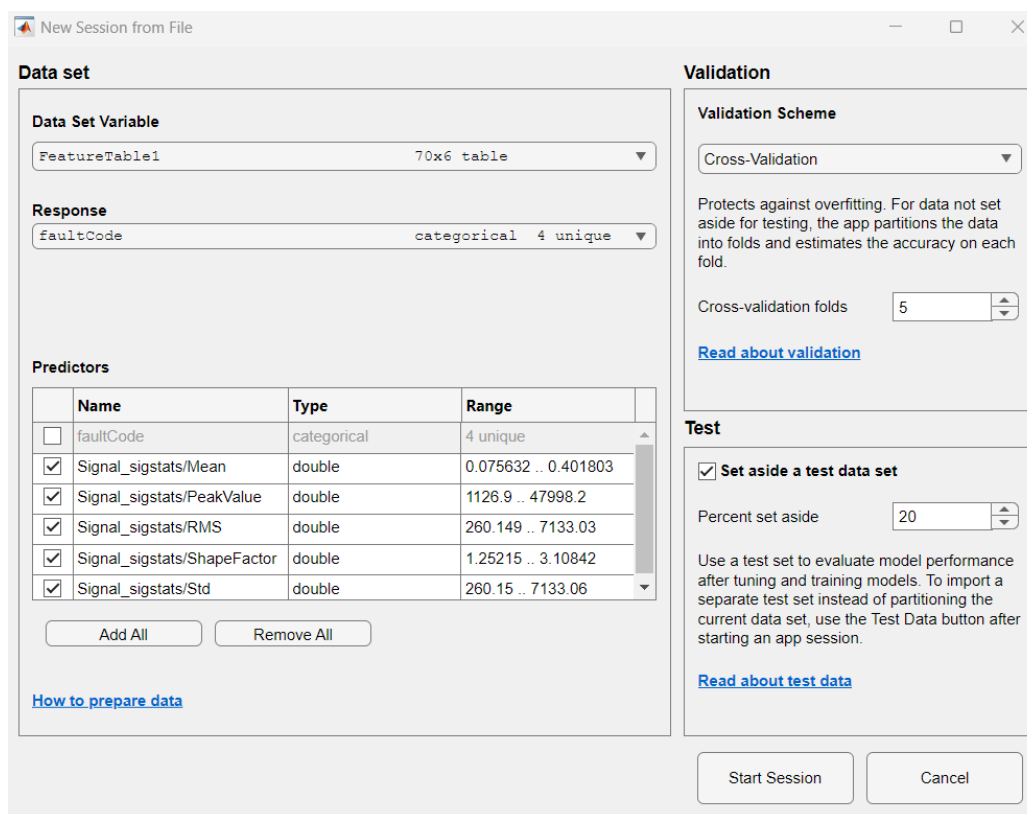 New Session from File
Data set
Data Set Variable
FeatureTable1 70x6 table
Response
faultCode categorical 4 unique
Predictors
Name Type Range
faultCode categorical 4 unique
Signal_sigstats/Mean double 0.075632 .. 0.401803
Signal_sigstats/PeakValue double 1126.9 .. 47998.2
Signal_sigstats/RMS double 260.149 .. 7133.03
Signal_sigstats/ShapeFactor double 1.25215 .. 3.10842
Signal_sigstats/Std double 260.15 .. 7133.06
Add All Remove All
How to prepare data
Validation
Validation Scheme
Cross-Validation
Protects against overfitting. For data not set
aside for testing, the app partitions the data
into folds and estimates the accuracy on each
fold.
Cross-validation folds 5
Read about validation
Test
Set aside a test data set
Percent set aside 20
Use a test set to evaluate model performance
after tuning and training models. To import a
separate test set instead of partitioning the
current data set, use the Test Data button after
starting an app session.
Read about test data
Start Session Cancel